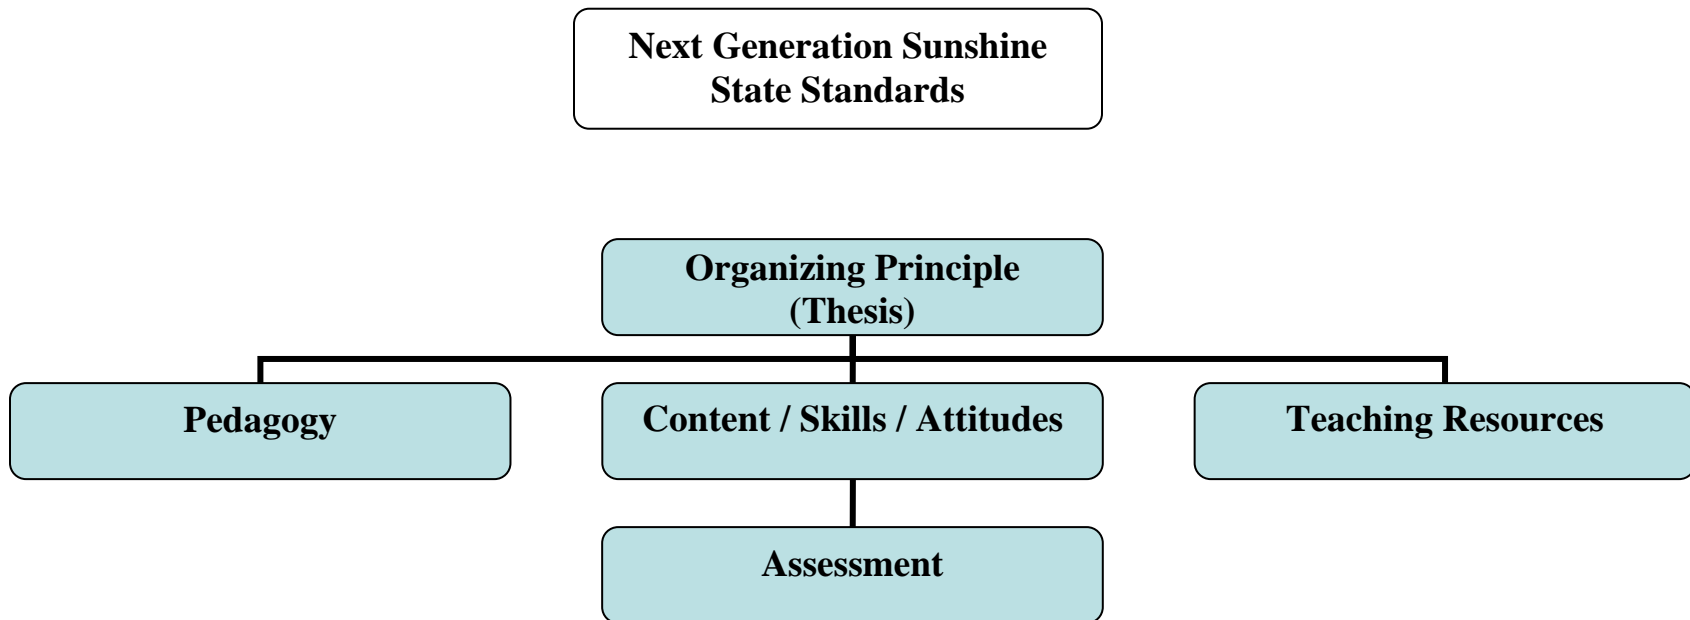 Next Generation Sunshine
State Standards
Organizing Principle
(Thesis)
Pedagogy
Content / Skills / Attitudes
Teaching Resources
Assessment